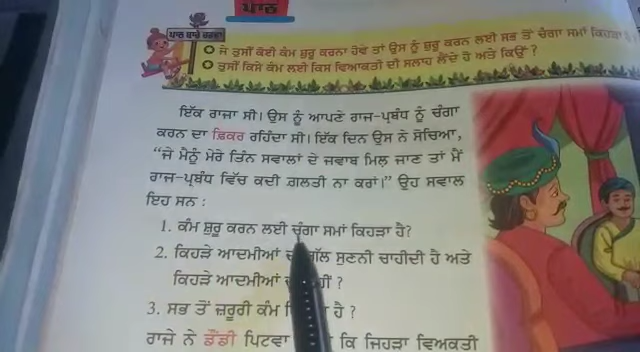 ਪਾਠ
ਪਾਠ ਬਾਰੇ ਚਰਚਾ
ਜੇ ਤੁਸੀਂ ਕੋਈ ਕੰਮ ਸ਼ੁਰੂ ਕਰਨਾ ਹੋਵੇ ਤਾਂ ਉਸ ਨੂੰ ਸ਼ੁਰੂ ਕਰਨ ਲਈ ਸਭ ਤੋਂ ਚੰਗਾ ਸਮਾਂ ਕਿਹੜਾ
ਤੁਸੀਂ ਕਿਸੇ ਕੰਮ ਲਈ ਕਿਸ ਵਿਅਕਤੀ ਦੀ ਸਲਾਹ ਲੈਂਦੇ ਹੋ ਅਤੇ ਕਿਉਂ ?
ਇੱਕ ਰਾਜਾ ਸੀ। ਉਸ ਨੂੰ ਆਪਣੇ ਰਾਜ-ਪ੍ਰਬੰਧ ਨੂੰ ਚੰਗਾ
ਕਰਨ ਦਾ ਫ਼ਿਕਰ ਰਹਿੰਦਾ ਸੀ। ਇੱਕ ਦਿਨ ਉਸ ਨੇ ਸੋਚਿਆ,
“ਜੇ ਮੈਨੂੰ ਮੇਰੇ ਤਿੰਨ ਸਵਾਲਾਂ ਦੇ ਜਵਾਬ ਮਿਲ ਜਾਣ ਤਾਂ ਮੈਂ
ਰਾਜ-ਪ੍ਰਬੰਧ ਵਿੱਚ ਕਦੀ ਗ਼ਲਤੀ ਨਾ ਕਰਾਂ।” ਉਹ ਸਵਾਲ
ਇਹ ਸਨ :
1. ਕੰਮ ਸ਼ੁਰੂ ਕਰਨ ਲਈ ਚੰਗਾ ਸਮਾਂ ਕਿਹੜਾ ਹੈ?
2. ਕਿਹੜੇ ਆਦਮੀਆਂ ਗੱਲ ਸੁਣਨੀ ਚਾਹੀਦੀ ਹੈ ਅਤੇ
ਕਿਹੜੇ ਆਦਮੀਆਂ ?
3. ਸਭ ਤੋਂ ਜ਼ਰੂਰੀ ਕੰਮ ਹੈ ?
ਰਾਜੇ ਨੇ ਡੌਂਡੀ ਪਿਟਵਾ ਕਿ ਜਿਹੜਾ ਵਿਅਕਤੀ